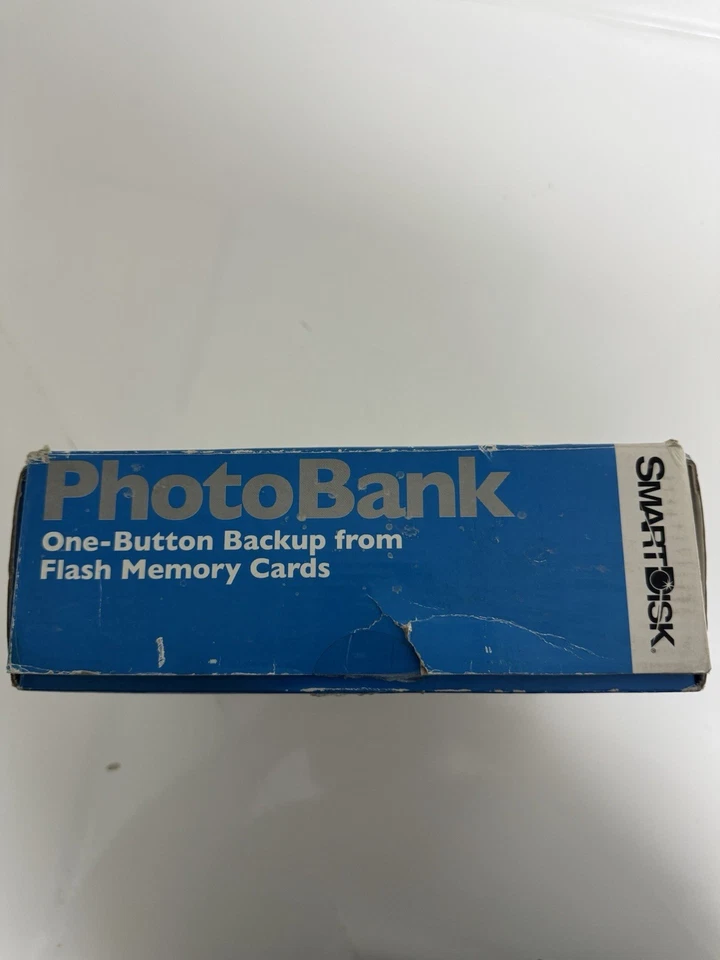 PhotoBank
One-Button Backup from
Flash Memory Cards
SMARTDISK.